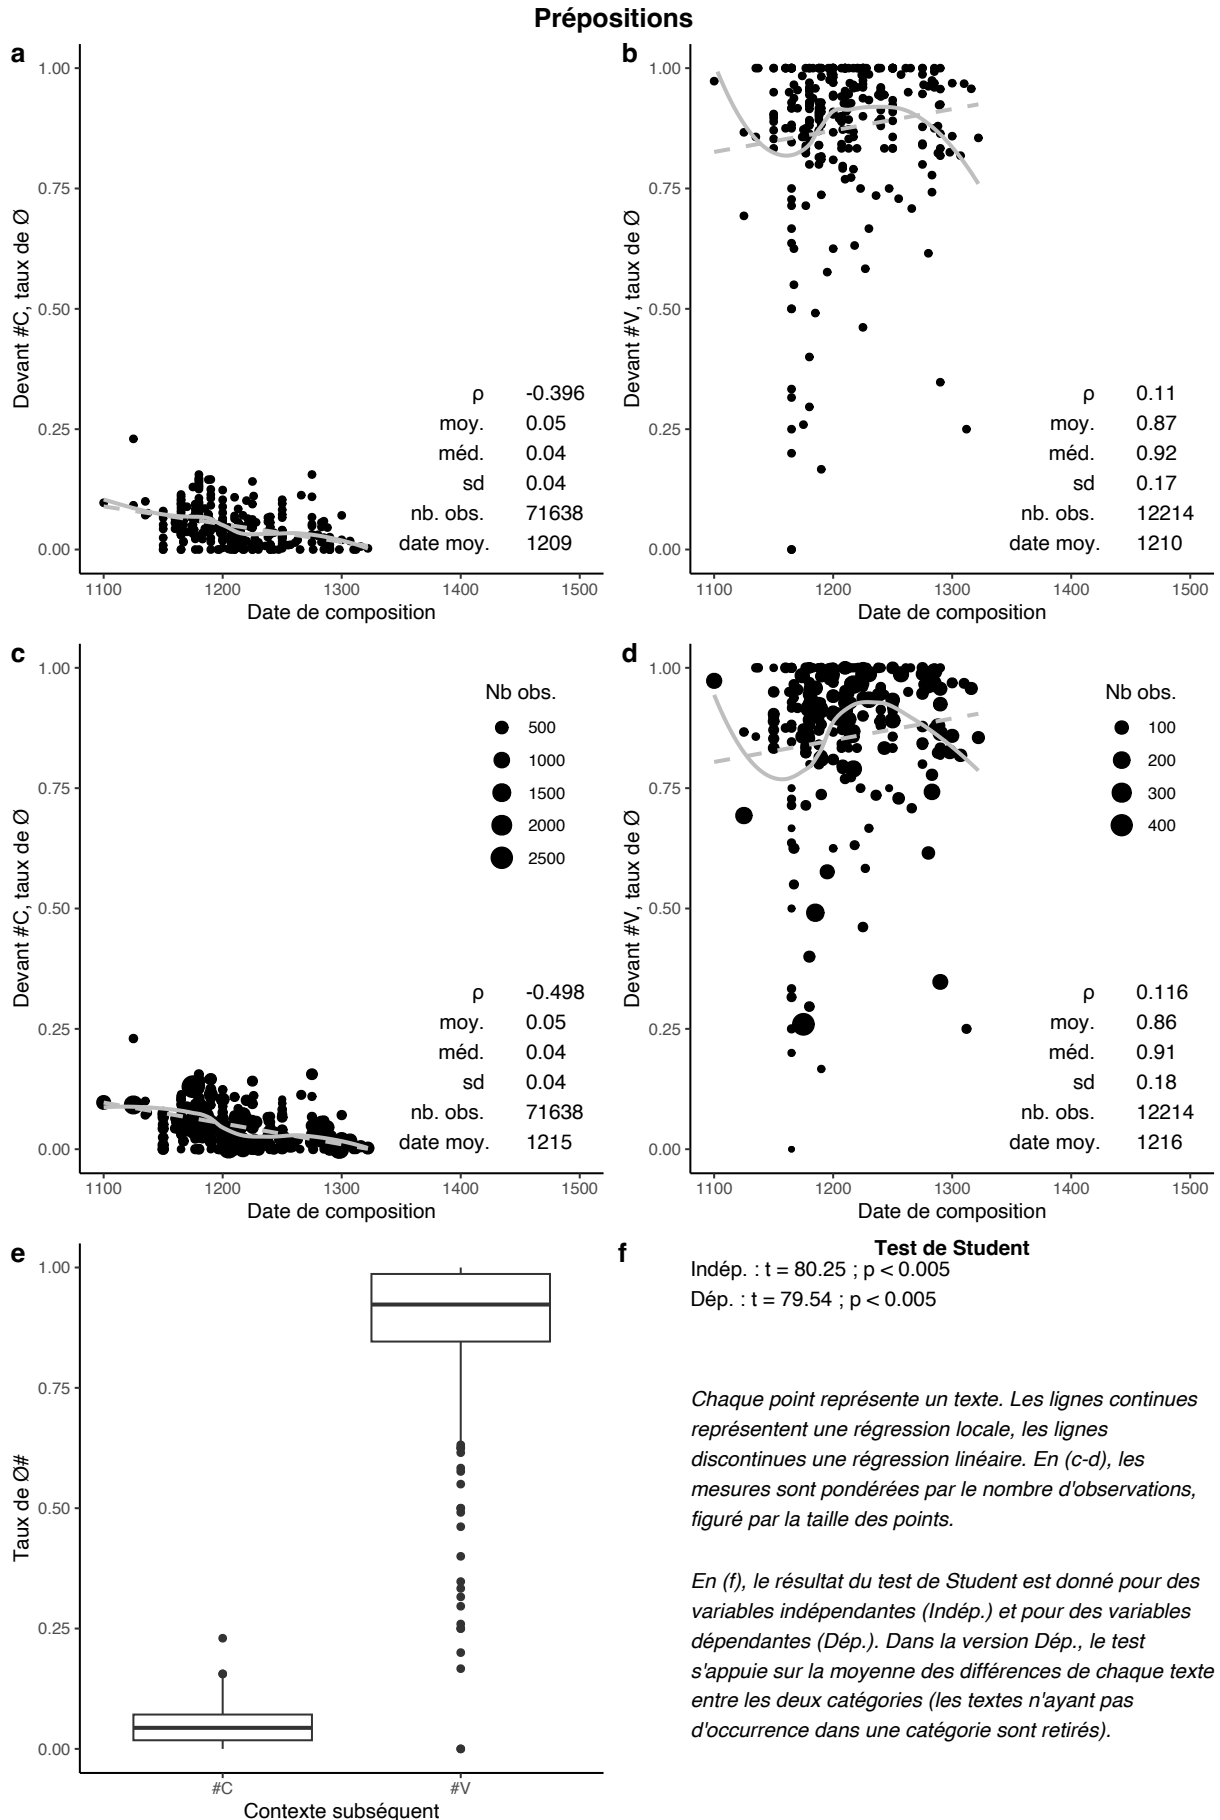 Prépositions
a
b
1.00
0.75
0.50
0.25
0.00
Devant #C, taux de Ø
ρ -0.396
moy. 0.05
méd. 0.04
sd 0.04
nb. obs. 71638
date moy. 1209
1100 1200 1300 1400 1500
Date de composition
1.00
0.75
0.50
0.25
0.00
Devant #V, taux de Ø
ρ 0.11
moy. 0.87
méd. 0.92
sd 0.17
nb. obs. 12214
date moy. 1210
1100 1200 1300 1400 1500
Date de composition
c
1.00
0.75
0.50
0.25
0.00
Devant #C, taux de Ø
Nb obs.
500
1000
1500
2000
2500
ρ -0.498
moy. 0.05
méd. 0.04
sd 0.04
nb. obs. 71638
date moy. 1215
1100 1200 1300 1400 1500
Date de composition
d
1.00
0.75
0.50
0.25
0.00
Devant #V, taux de Ø
Nb obs.
100
200
300
400
ρ 0.116
moy. 0.86
méd. 0.91
sd 0.18
nb. obs. 12214
date moy. 1216
1100 1200 1300 1400 1500
Date de composition
e
1.00
0.75
0.50
0.25
0.00
Taux de Ø#
#C #V
Contexte subséquent
f
Test de Student
Indép. : t = 80.25 ; p < 0.005
Dép. : t = 79.54 ; p < 0.005
Chaque point représente un texte. Les lignes continues
représentent une régression locale, les lignes
discontinues une régression linéaire. En (c-d), les
mesures sont pondérées par le nombre d'observations,
figuré par la taille des points.
En (f), le résultat du test de Student est donné pour des
variables indépendantes (Indép.) et pour des variables
dépendantes (Dép.). Dans la version Dép., le test
s'appuie sur la moyenne des différences de chaque texte
entre les deux catégories (les textes n'ayant pas
d'occurrence dans une catégorie sont retirés).